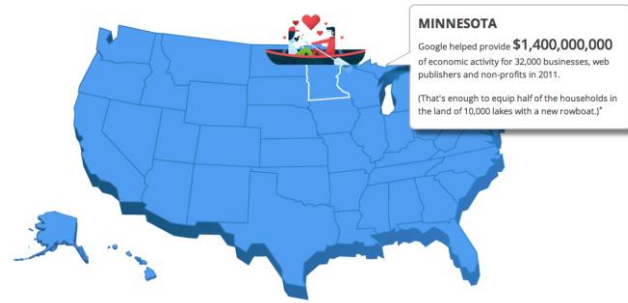 MINNESOTA
Google helped provide $1,400,000,000
of economic activity for 32,000 businesses, web
publishers and non-profits in 2011.
(That's enough to equip half of the households in
the land of 10,000 lakes with a new rowboat.)*